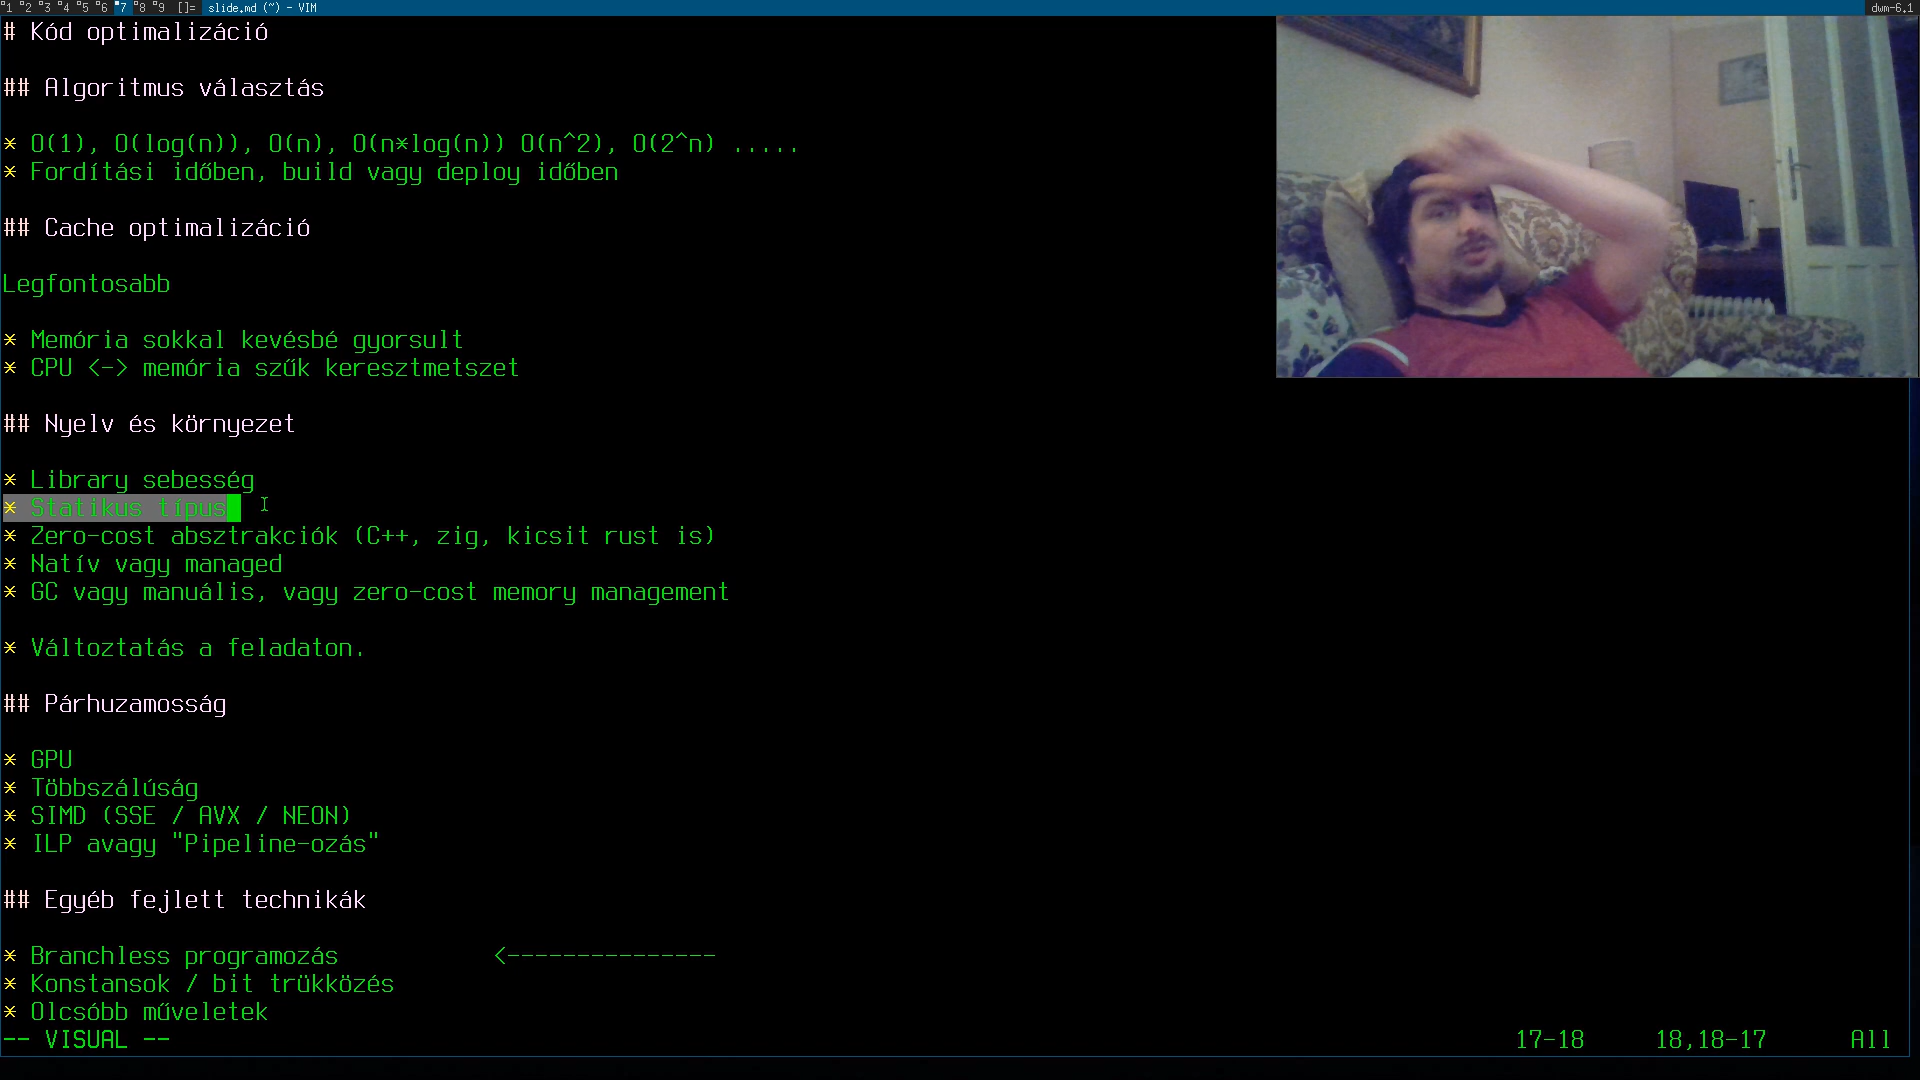 1 2 3 4 5 6 7 8 9 []= slide.md (~) - VIM dwm-6.1
# Kód optimalizáció
## Algoritmus választás
* O(1), O(log(n)), O(n), O(n*log(n)) O(n^2), O(2^n) .....
* Fordítási időben, build vagy deploy időben
## Cache optimalizáció
Legfontosabb
* Memória sokkal kevésbé gyorsult
* CPU <-> memória szűk keresztmetszet
## Nyelv és környezet
* Library sebesség
* Statikus típus
* Zero-cost absztrakciók (C++, zig, kicsit rust is)
* Natív vagy managed
* GC vagy manuális, vagy zero-cost memory management
* Változtatás a feladaton.
## Párhuzamosság
* GPU
* Többszálúság
* SIMD (SSE / AVX / NEON)
* ILP avagy "Pipeline-ozás"
## Egyéb fejlett technikák
* Branchless programozás <---------------
* Konstansok / bit trükközés
* Olcsóbb műveletek
-- VISUAL -- 17-18 18,18-17 All